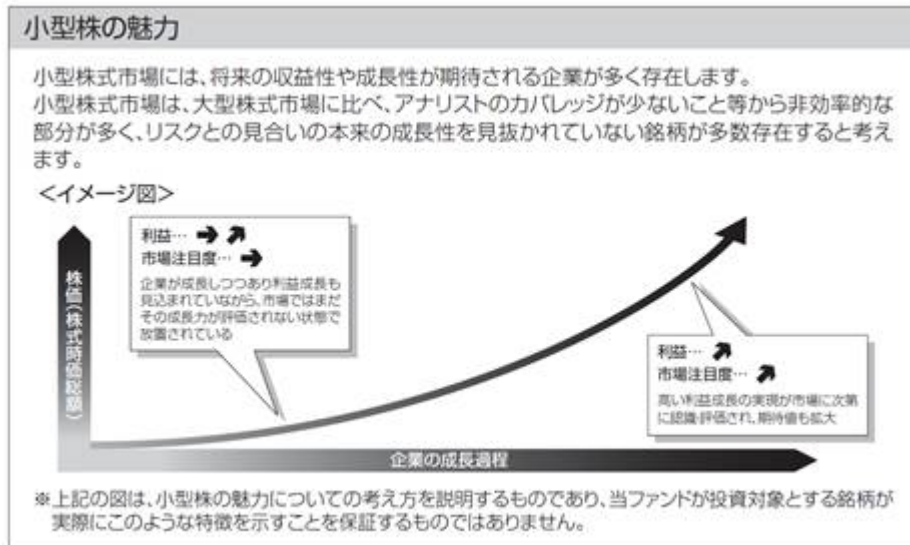 小型株の魅力
小型株式市場には、将来の収益性や成長性が期待される企業が多く存在します。
小型株式市場は、大型株式市場に比べ、アナリストのカバレッジが少ないこと等から非効率的な
部分が多く、リスクとの見合いの本来の成長性を見抜かれていない銘柄が多数存在すると考え
ます。
＜イメージ図＞
利益… ➡ ⬈
市場注目度… ➡
企業が成長しつつあり利益成長も
見込まれていながら、市場ではまだ
その成長力が評価されない状態で
放置されている
株価(株式時価総額)
利益… ⬈
市場注目度… ⬈
高い利益成長の実現が市場に次第
に認識・評価され、期待値も拡大
企業の成長過程
※上記の図は、小型株の魅力についての考え方を説明するものであり、当ファンドが投資対象とする銘柄が
実際にこのような特徴を示すことを保証するものではありません。